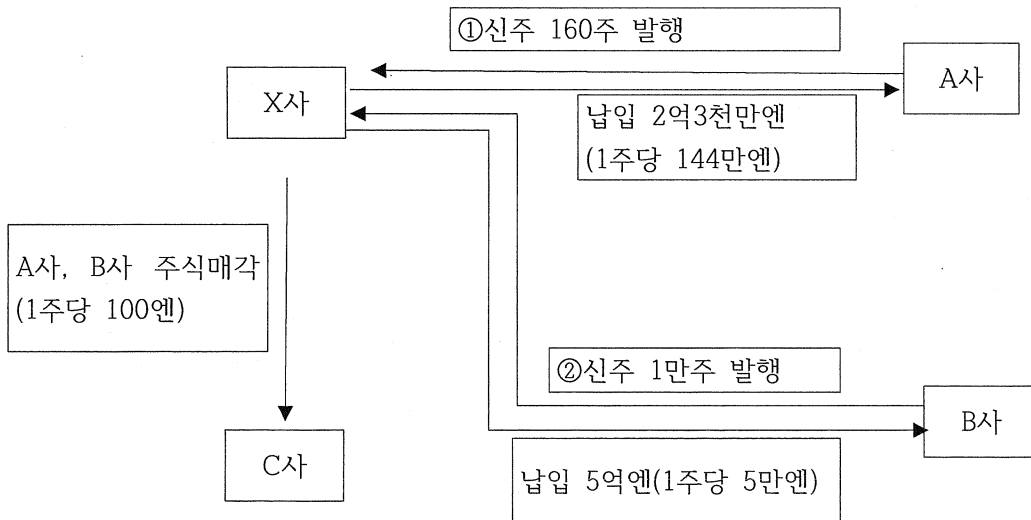 ①신주 160주 발행
A사
X사
납입 2억3천만엔
(1주당 144만엔)
A사, B사 주식매각
(1주당 100엔)
②신주 1만주 발행
B사
C사
납입 5억엔(1주당 5만엔)